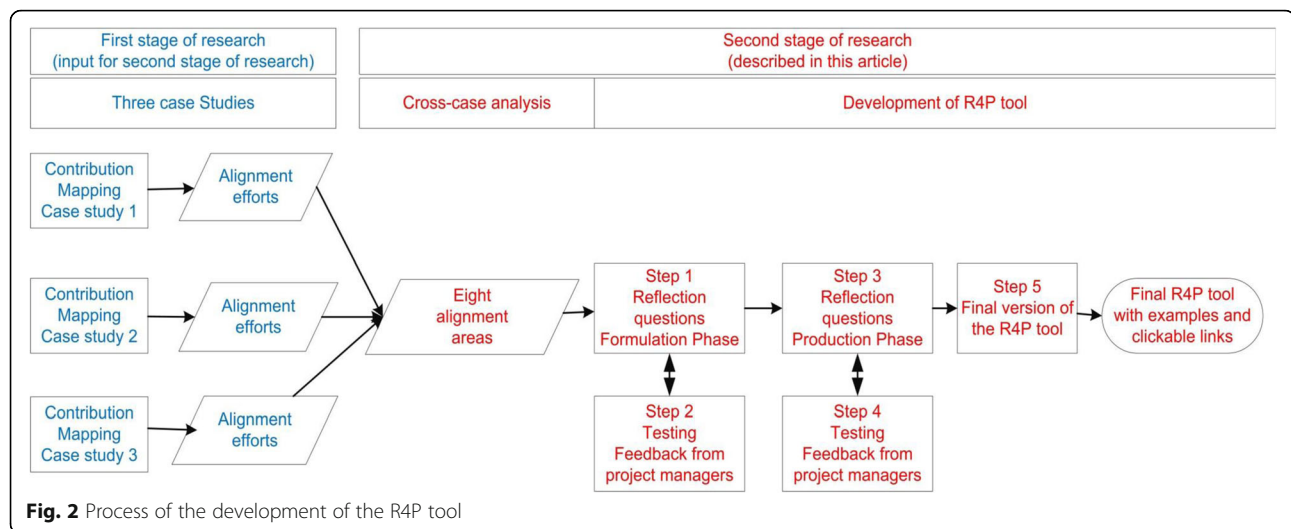 First stage of research
(input for second stage of research)
Second stage of research
(described in this article)
Three case Studies
Cross-case analysis
Development of R4P tool
Contribution
Mapping
Case study 1
Alignment
efforts
Contribution
Mapping
Case study 2
Alignment
efforts
Contribution
Mapping
Case study 3
Alignment
efforts
Eight
alignment
areas
Step 1
Reflection
questions
Formulation Phase
Step 2
Testing
Feedback from
project managers
Step 3
Reflection
questions
Production Phase
Step 4
Testing
Feedback from
project managers
Step 5
Final version of
the R4P tool
Final R4P tool
with examples and
clickable links
Fig. 2 Process of the development of the R4P tool